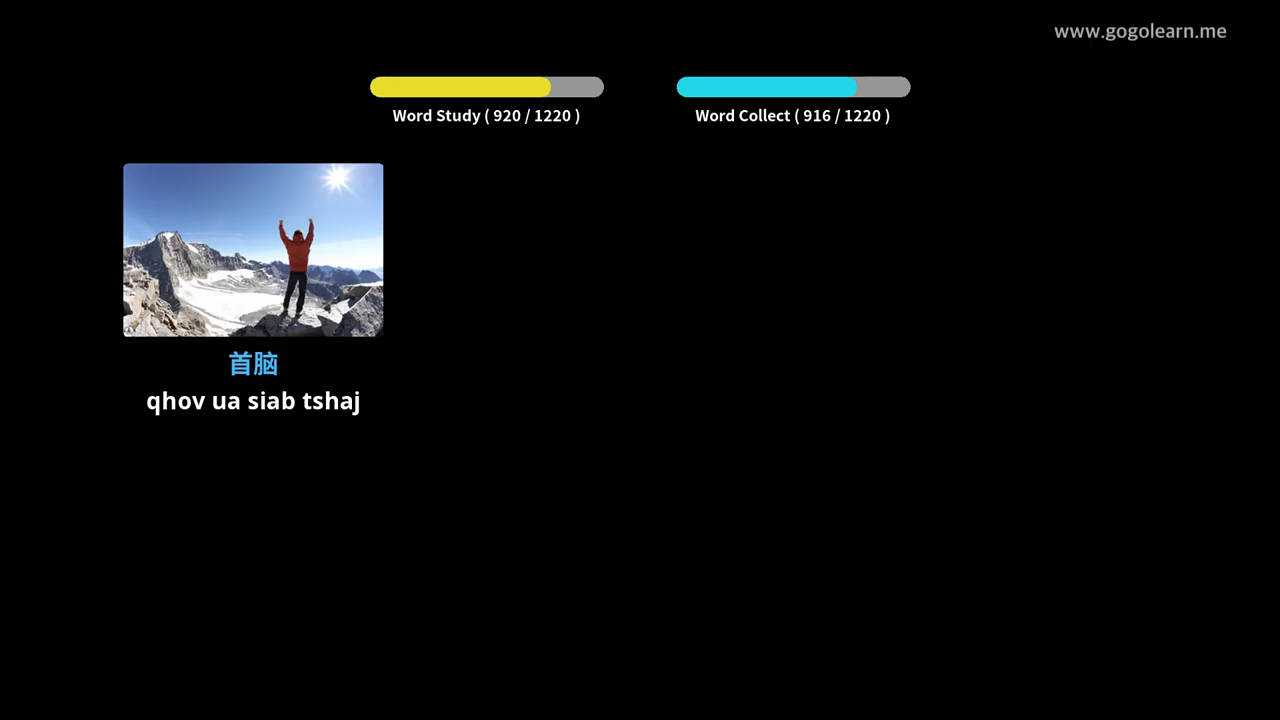 www.gogolearn.me
Word Study ( 920 / 1220 )
Word Collect ( 916 / 1220 )
首脑
qhov ua siab tshaj